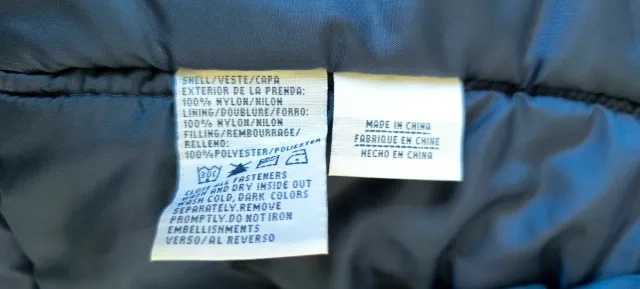 SHELL/VESTE/CAPA
EXTERIOR DE LA PRENDA:
100% NYLON/NILON
LINING/DOUBLURE/FORRO:
100% NYLON/NILON
FILLING/REMBOURRAGE/
RELLENO:
100%POLYESTER/POLIESTER
CLOSE ALL FASTENERS
WASH AND DRY INSIDE OUT
WASH COLD, DARK COLORS
SEPARATELY.REMOVE
PROMPTLY.DO NOT IRON
EMBELLISHMENTS
VERSO/AL REVERSO
MADE IN CHINA
FABRIQUE EN CHINE
HECHO EN CHINA